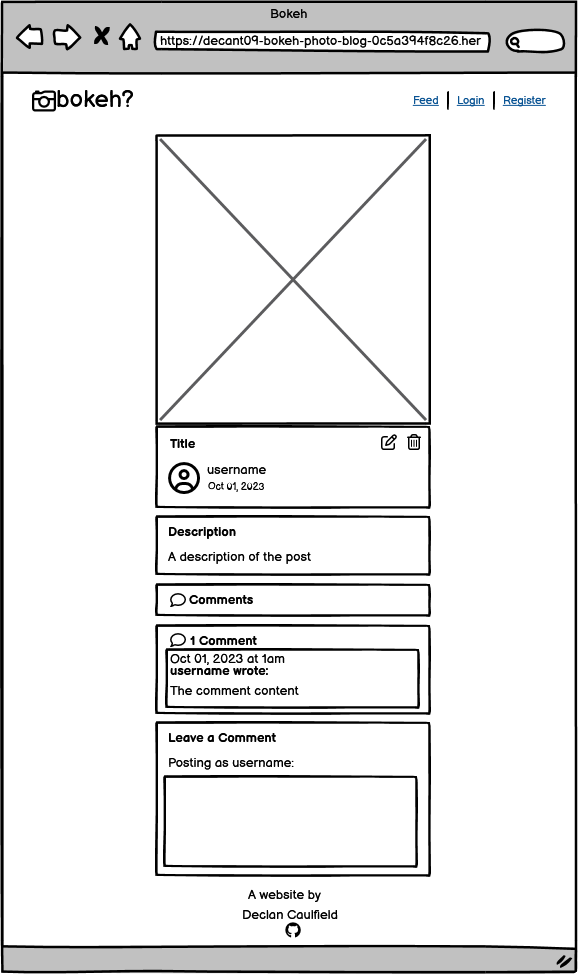 Bokeh
https://decant09-bokeh-photo-blog-0c5a394f8c26.her
bokeh?
Feed | Login | Register
Title
username
Oct 01, 2023
Description
A description of the post
Comments
1 Comment
Oct 01, 2023 at 1am
username wrote:
The comment content
Leave a Comment
Posting as username:
A website by
Declan Caulfield